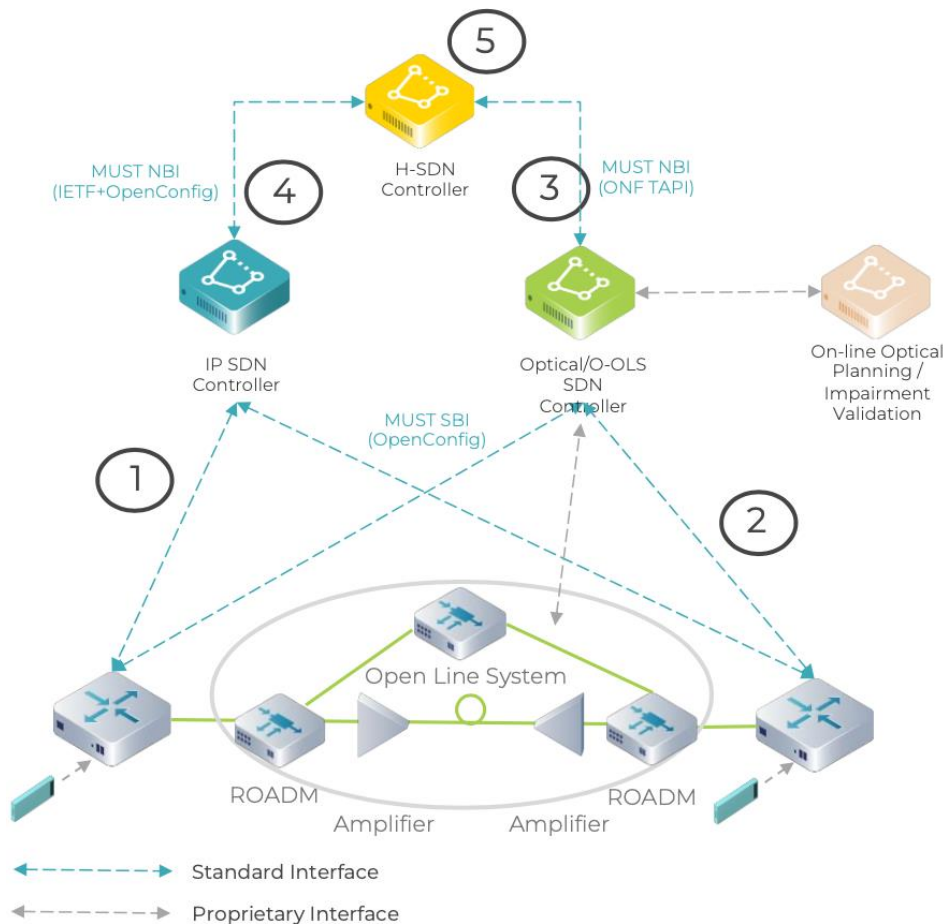 5
MUST NBI
(IETF+OpenConfig)
4
H-SDN
Controller
3
MUST NBI
(ONF TAPI)
IP SDN
Controller
Optical/O-OLS
SDN
Controller
On-line Optical
Planning /
Impairment
Validation
MUST SBI
(OpenConfig)
1
2
Open Line System
ROADM
ROADM
Amplifier
Amplifier
Standard Interface
Proprietary Interface